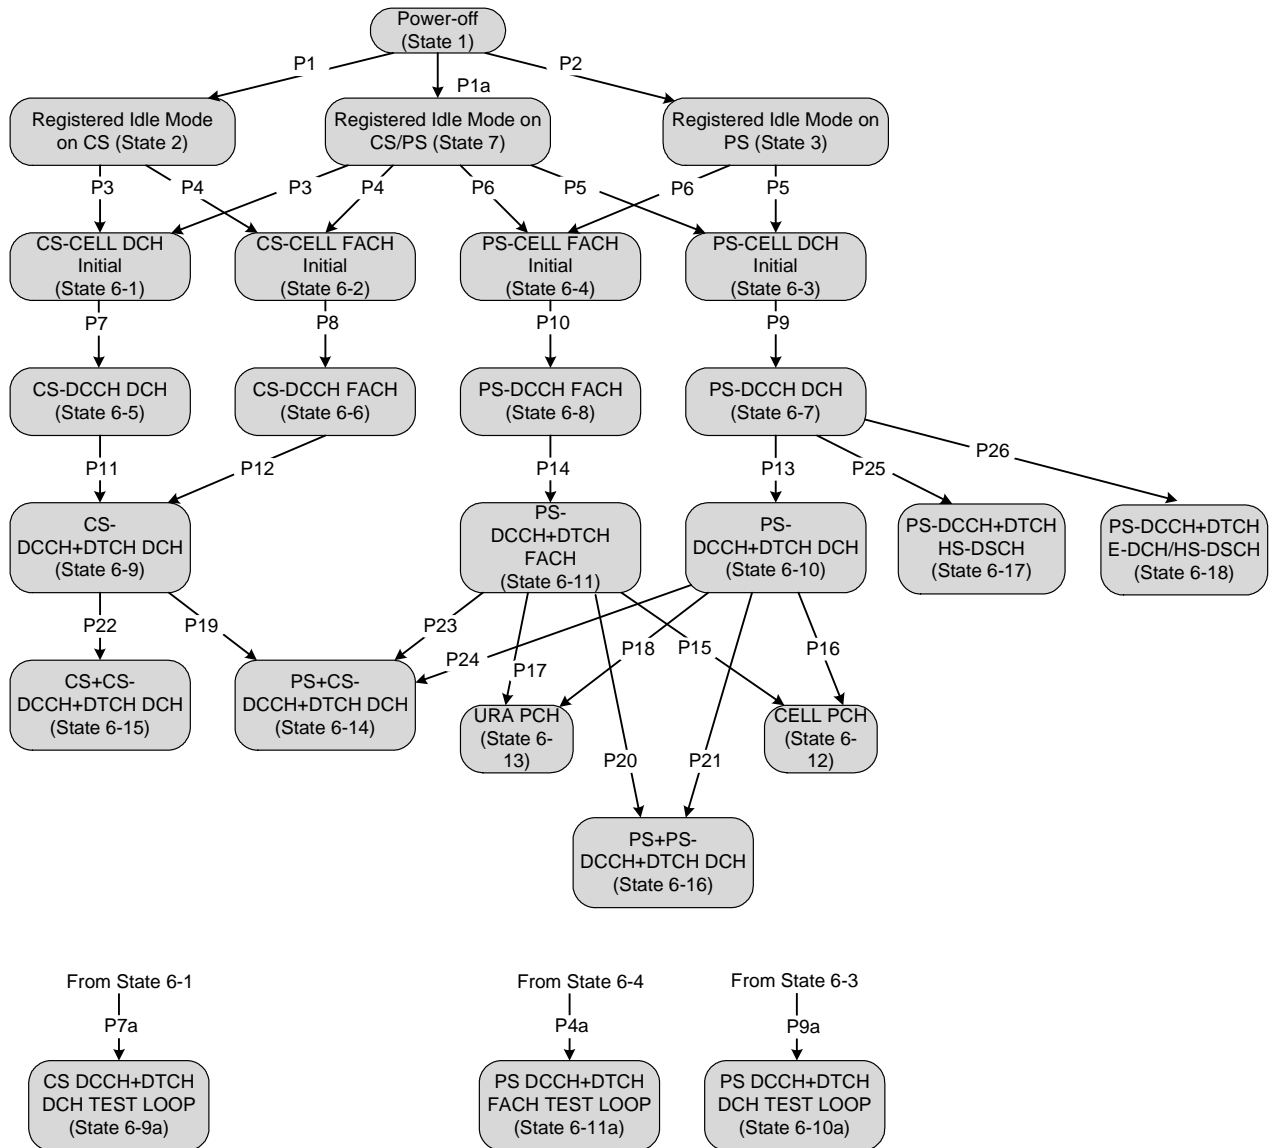 Power-off
(State 1)
P1
P1a
P2
Registered Idle Mode
on CS (State 2)
Registered Idle Mode on
CS/PS (State 7)
Registered Idle Mode on
PS (State 3)
P3
P4
P3
P4
P6
P5
P6
P5
CS-CELL DCH
Initial
(State 6-1)
CS-CELL FACH
Initial
(State 6-2)
PS-CELL FACH
Initial
(State 6-4)
PS-CELL DCH
Initial
(State 6-3)
P7
P8
P10
P9
CS-DCCH DCH
(State 6-5)
CS-DCCH FACH
(State 6-6)
PS-DCCH FACH
(State 6-8)
PS-DCCH DCH
(State 6-7)
P11
P12
P14
P13
P25
P26
CS-
DCCH+DTCH DCH
(State 6-9)
PS-
DCCH+DTCH
FACH
(State 6-11)
PS-
DCCH+DTCH DCH
(State 6-10)
PS-DCCH+DTCH
HS-DSCH
(State 6-17)
PS-DCCH+DTCH
E-DCH/HS-DSCH
(State 6-18)
P22
P19
P23
P24
P17
P18
P15
P16
CS+CS-
DCCH+DTCH DCH
(State 6-15)
PS+CS-
DCCH+DTCH DCH
(State 6-14)
URA PCH
(State 6-
13)
CELL PCH
(State 6-
12)
P20
P21
PS+PS-
DCCH+DTCH DCH
(State 6-16)
From State 6-1
P7a
CS DCCH+DTCH
DCH TEST LOOP
(State 6-9a)
From State 6-4
P4a
PS DCCH+DTCH
FACH TEST LOOP
(State 6-11a)
From State 6-3
P9a
PS DCCH+DTCH
DCH TEST LOOP
(State 6-10a)